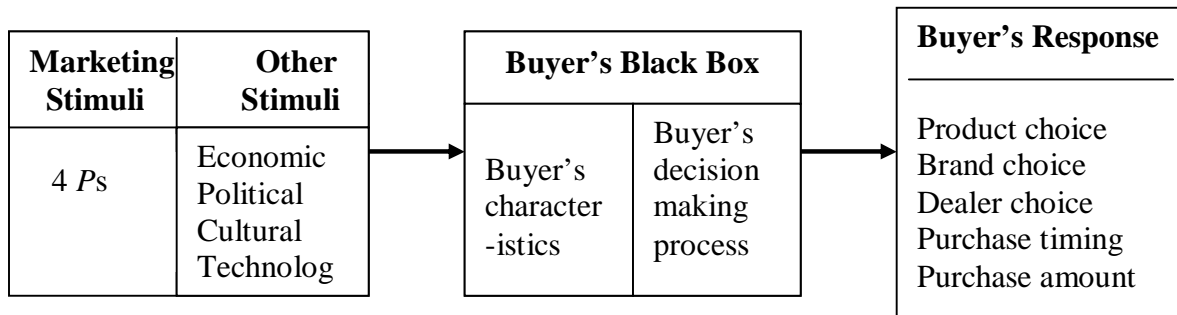 Marketing
Stimuli
Other
Stimuli
4 Ps
Economic
Political
Cultural
Technolog
Buyer’s Black Box
Buyer’s
character
-istics
Buyer’s
decision
making
process
Buyer’s Response
Product choice
Brand choice
Dealer choice
Purchase timing
Purchase amount